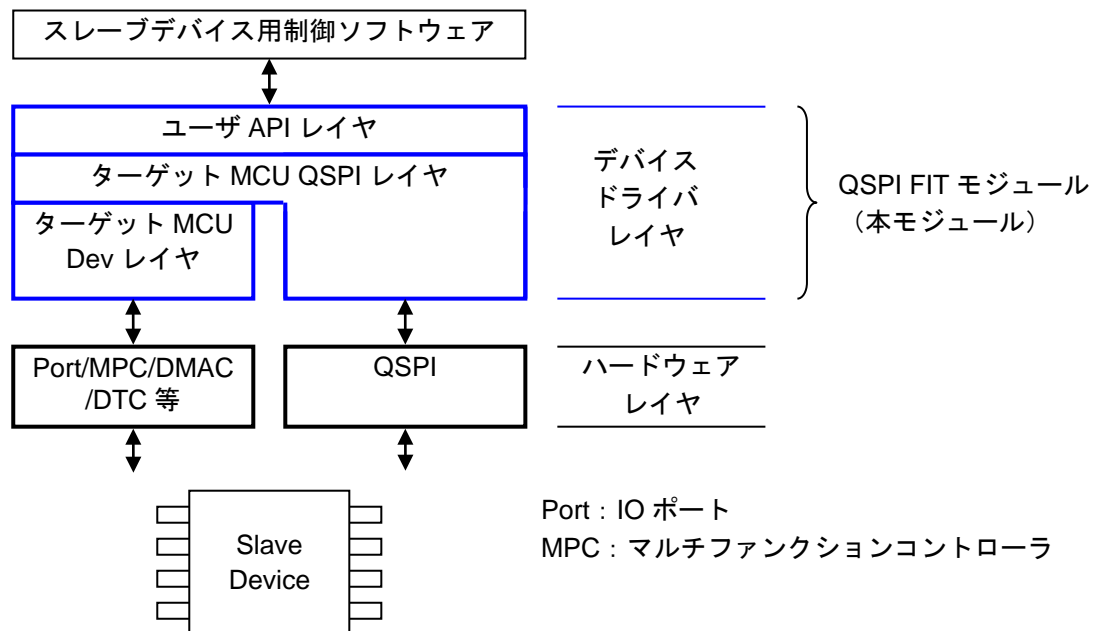 スレーブデバイス用制御ソフトウェア
ユーザ API レイヤ
ターゲット MCU QSPI レイヤ
ターゲット MCU
Dev レイヤ
デバイス
ドライバ
レイヤ
QSPI FIT モジュール
（本モジュール）
Port/MPC/DMAC
/DTC 等
QSPI
ハードウェア
レイヤ
Slave
Device
Port：IO ポート
MPC：マルチファンクションコントローラ